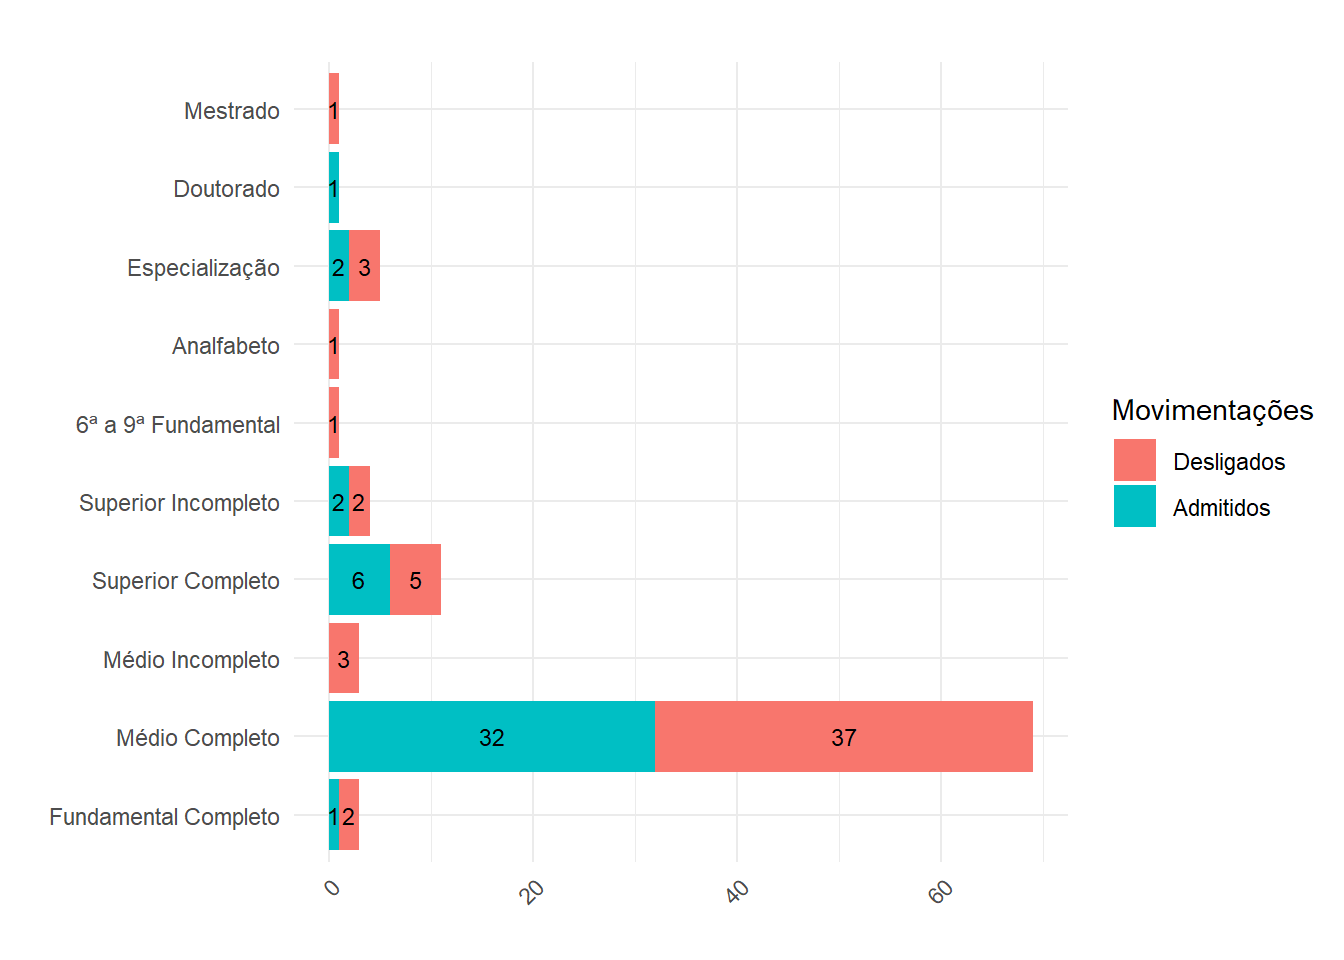 Mestrado 1
Doutorado 1
Especialização 2 3
Analfabeto 1
6ª a 9ª Fundamental 1
Superior Incompleto 2 2
Superior Completo 6 5
Médio Incompleto 3
Médio Completo 32 37
Fundamental Completo 1 2
0 20 40 60
Movimentações
Desligados
Admitidos